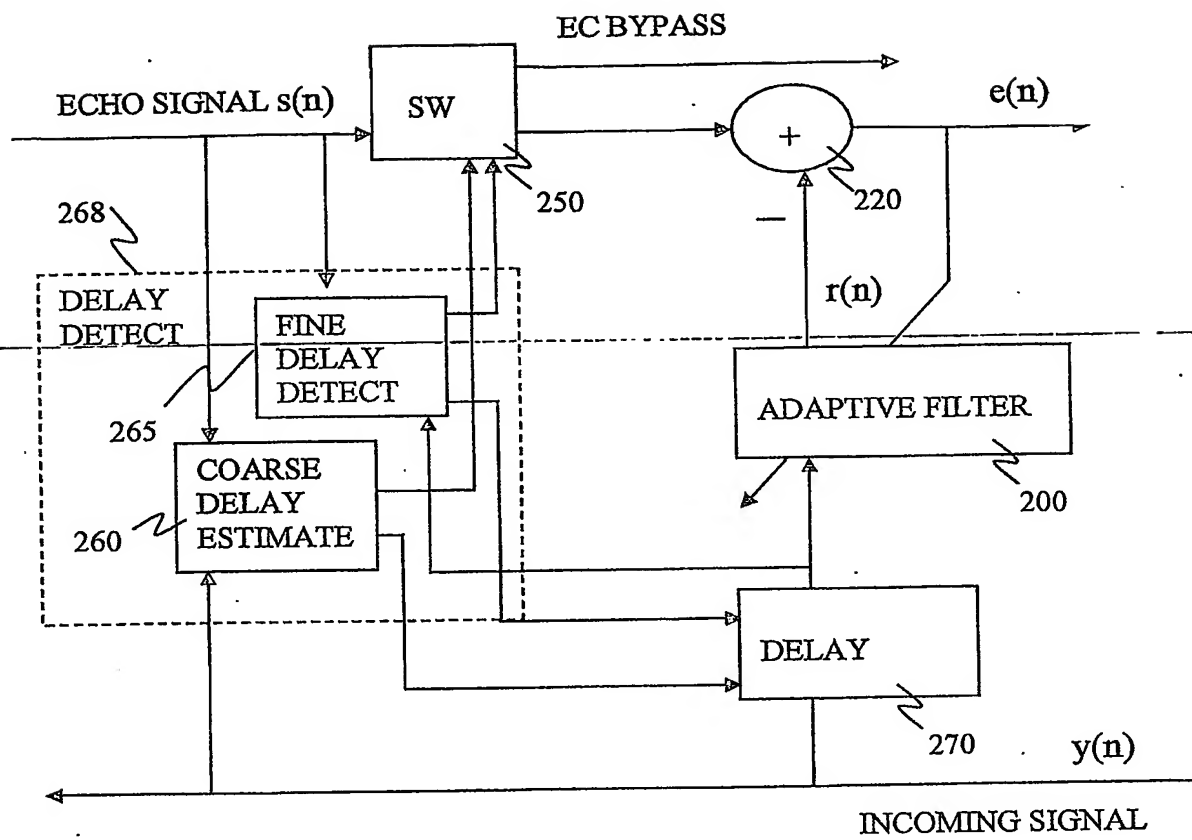 EC BYPASS
ECHO SIGNAL s(n)
SW
+
e(n)
250
220
268
–
DELAY
DETECT
r(n)
FINE
DELAY
DETECT
ADAPTIVE FILTER
265
COARSE
DELAY
ESTIMATE
200
260
DELAY
270
y(n)
INCOMING SIGNAL